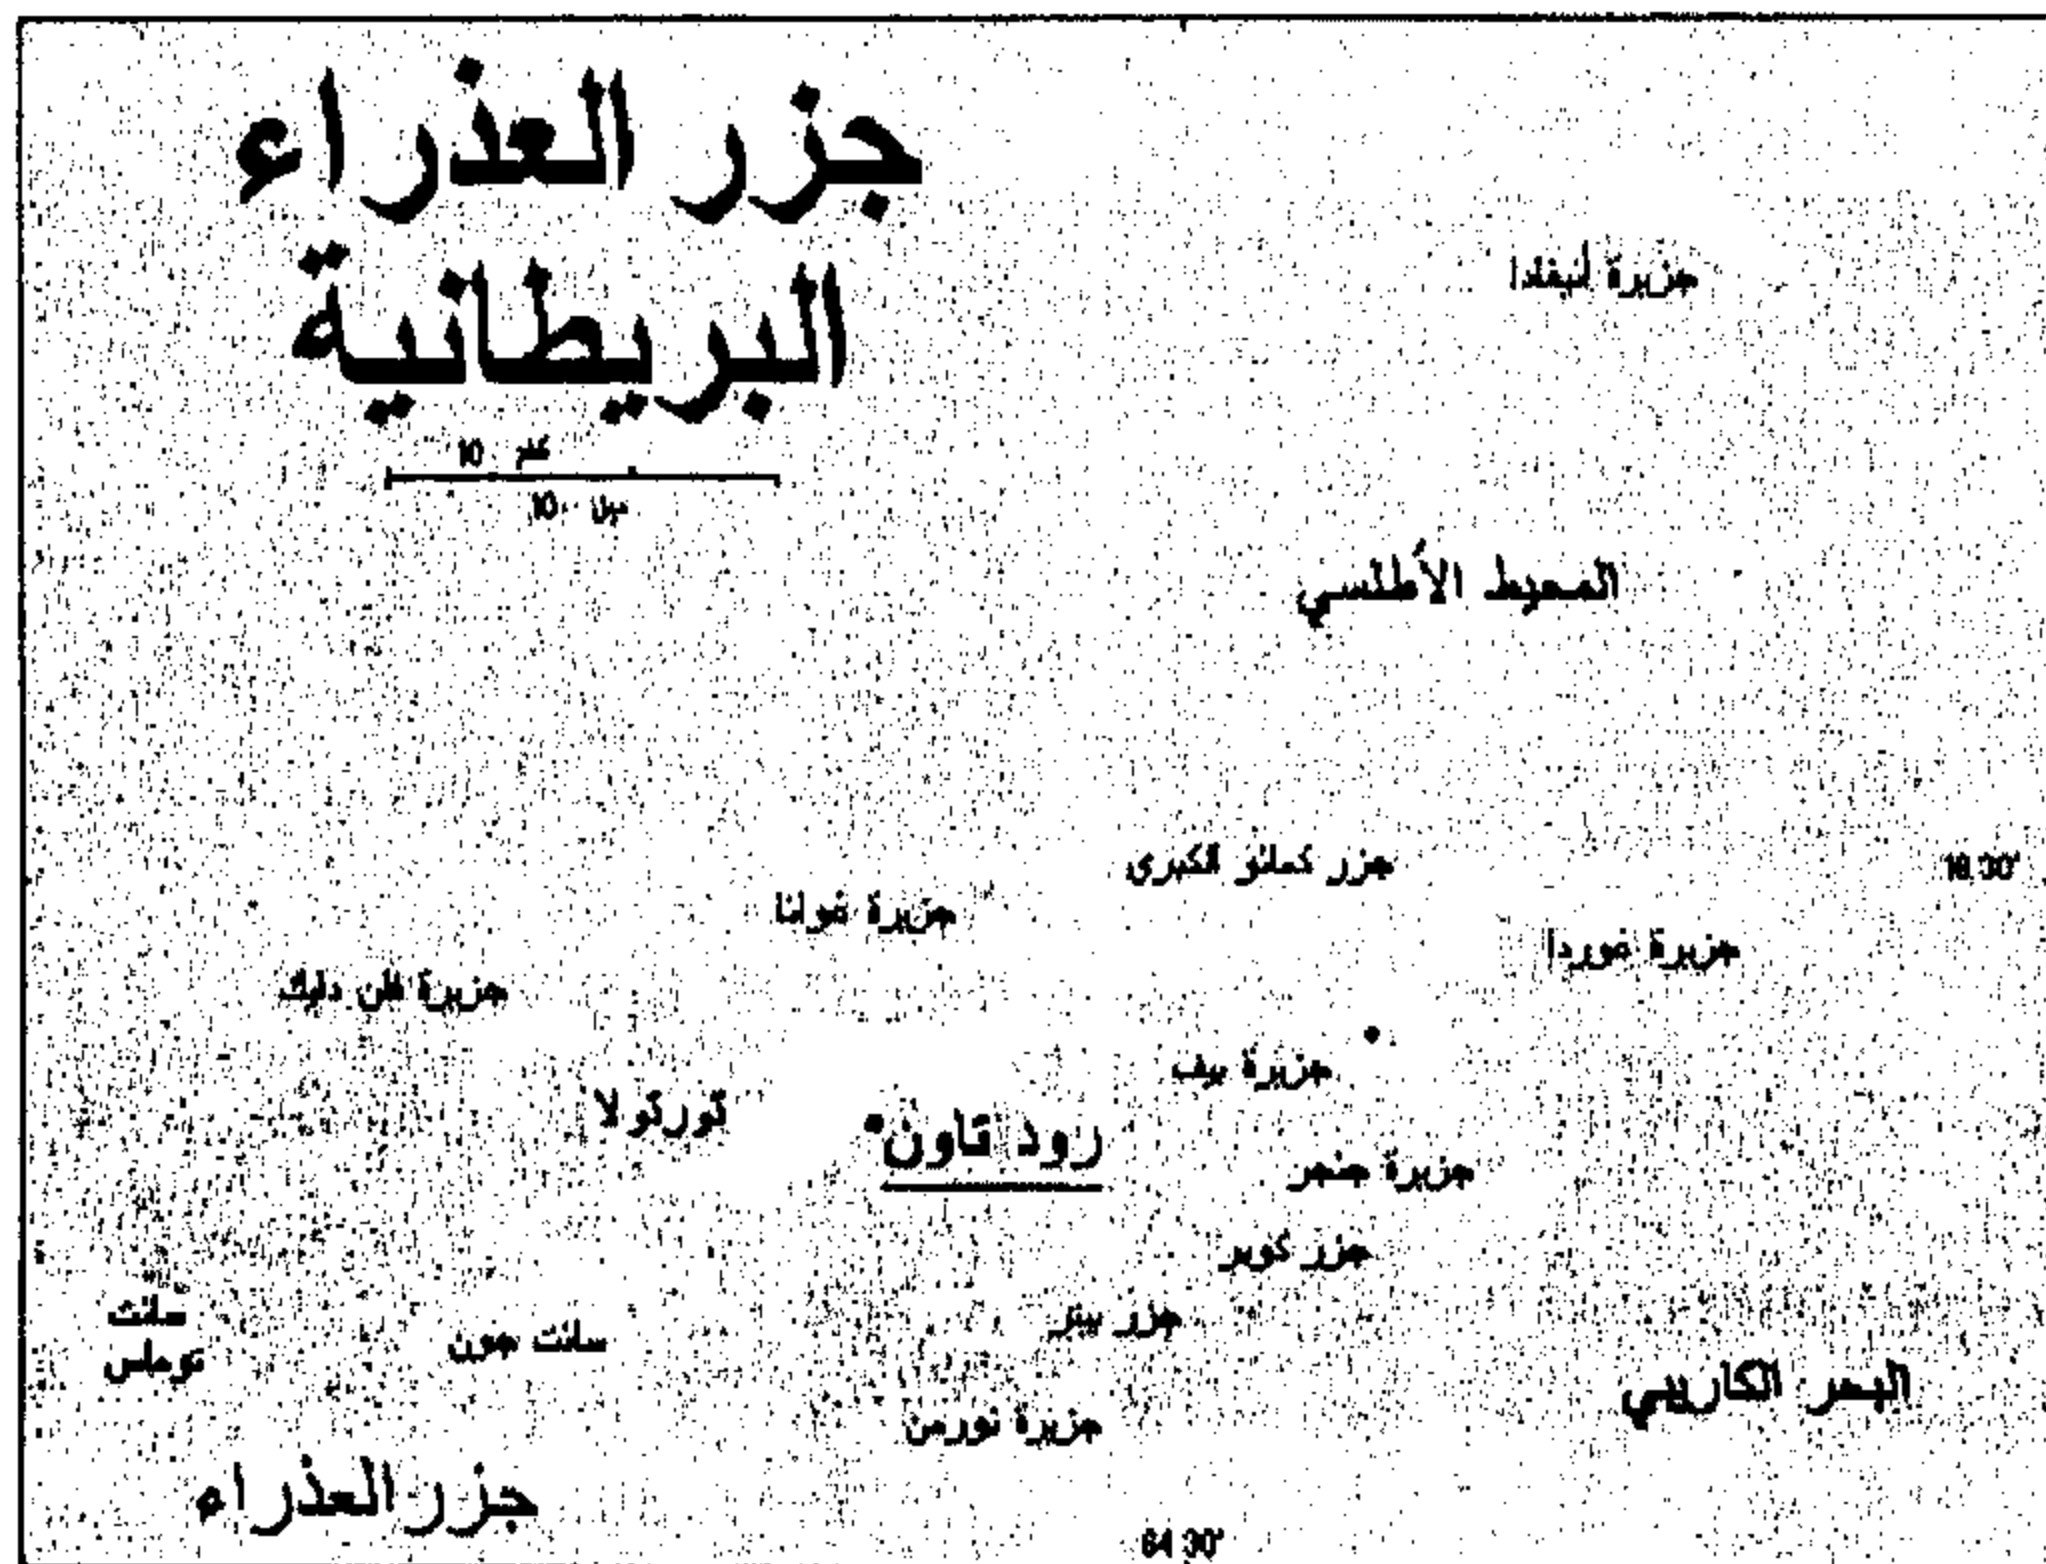 جزر العذراء
البريطانية
10 كلم
10 ميل
جزيرة أنيغادا
المحيط الأطلسي
جزر كمانو الكبرى
18 30'
جزيرة غوانا
جزيرة غوردا
جزيرة فان دايك
جزيرة بيف
تورتولا
رود تاون
جزيرة جنجر
جزر كوبر
جزر بيتر
سانت
توماس
سانت جون
البحر الكاريبي
جزيرة نورمن
جزر العذراء
64 30'